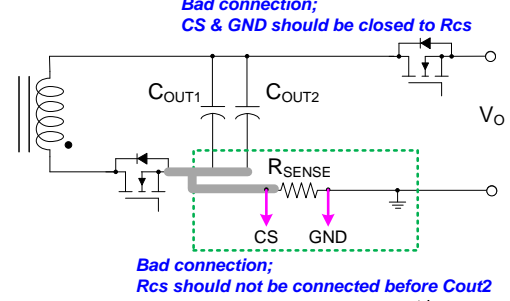 Bad connection;
CS & GND should be closed to Rcs
COUT1
COUT2
VO
RSENSE
CS
GND
Bad connection;
Rcs should not be connected before Cout2